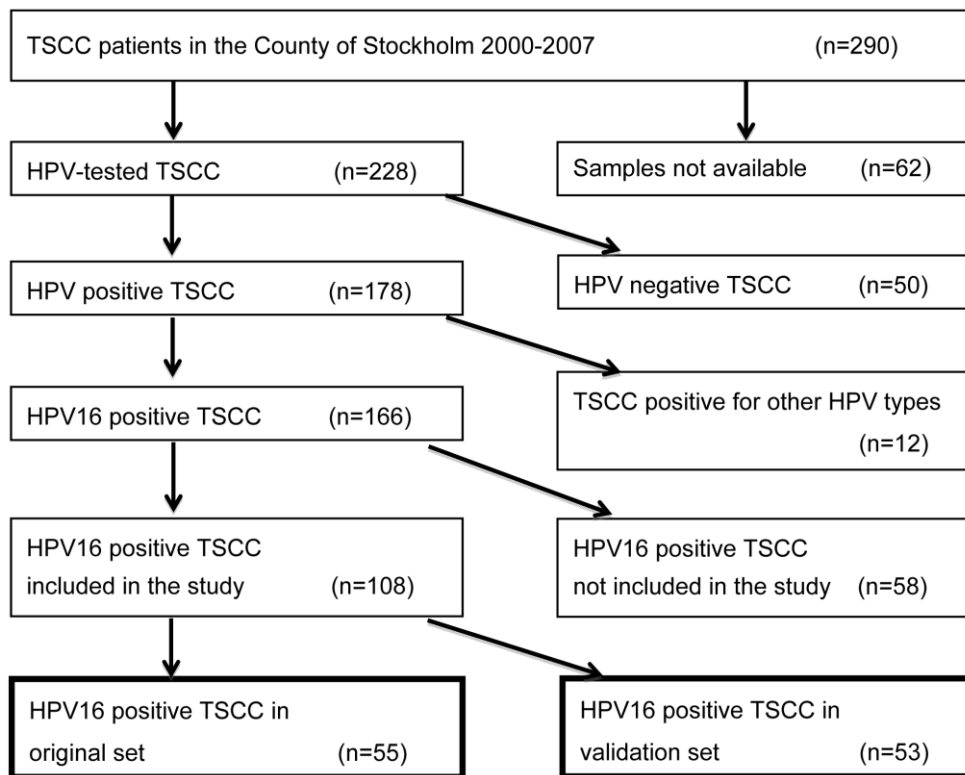 TSCC patients in the County of Stockholm 2000-2007 (n=290)
HPV-tested TSCC (n=228)
Samples not available (n=62)
HPV positive TSCC (n=178)
HPV negative TSCC (n=50)
HPV16 positive TSCC (n=166)
TSCC positive for other HPV types
(n=12)
HPV16 positive TSCC
included in the study (n=108)
HPV16 positive TSCC
not included in the study (n=58)
HPV16 positive TSCC in
original set (n=55)
HPV16 positive TSCC in
validation set (n=53)